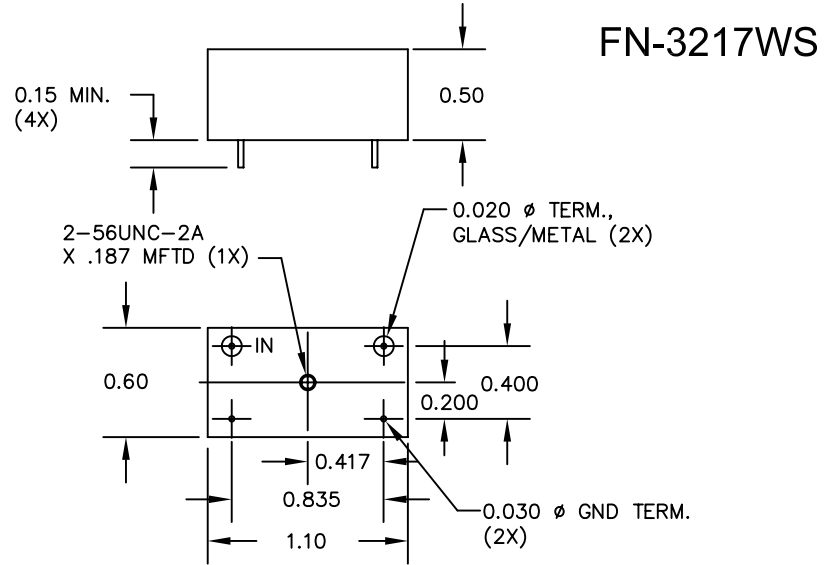 FN-3217WS
0.15 MIN.
(4X)
0.50
2-56UNC-2A
X .187 MFTD (1X)
0.020 ø TERM.,
GLASS/METAL (2X)
IN
0.60
0.400
0.200
0.417
0.835
0.030 ø GND TERM.
(2X)
1.10